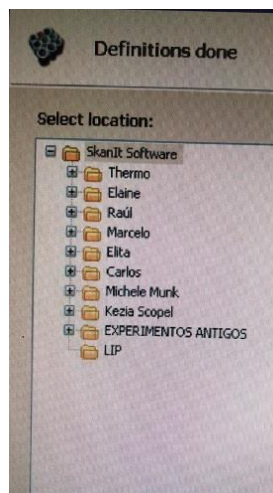 Definitions done
Select location:
SkanIt Software
Thermo
Elaine
Raúl
Marcelo
Elita
Carlos
Michele Munk
Kezia Scopel
EXPERIMENTOS ANTIGOS
LIP